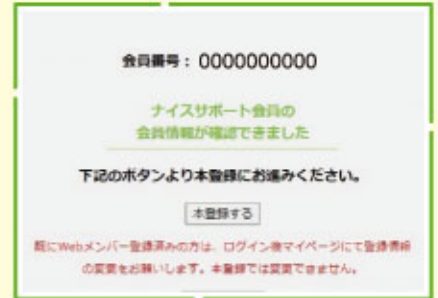 会員番号：0000000000
ナイスサポート会員の
会員情報が確認できました
下記のボタンより本登録にお進みください。
本登録する
既にWebメンバー登録済みの方は、ログイン後マイページにて登録情報
の変更をお願いします。本登録では変更できません。